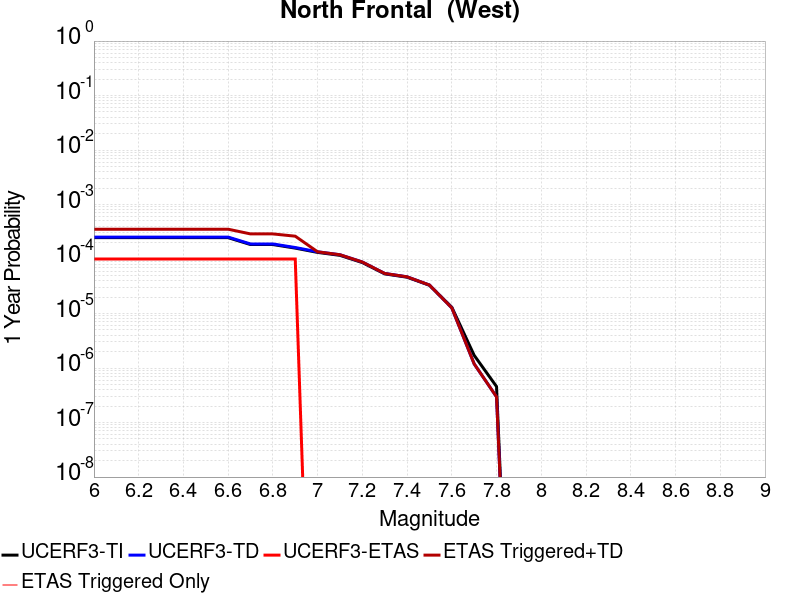 North Frontal  (West)
10^0
10^-1
10^-2
10^-3
10^-4
10^-5
10^-6
10^-7
10^-8
1 Year Probability
6 6.2 6.4 6.6 6.8 7 7.2 7.4 7.6 7.8 8 8.2 8.4 8.6 8.8 9
Magnitude
UCERF3-TI UCERF3-TD UCERF3-ETAS ETAS Triggered+TD
ETAS Triggered Only